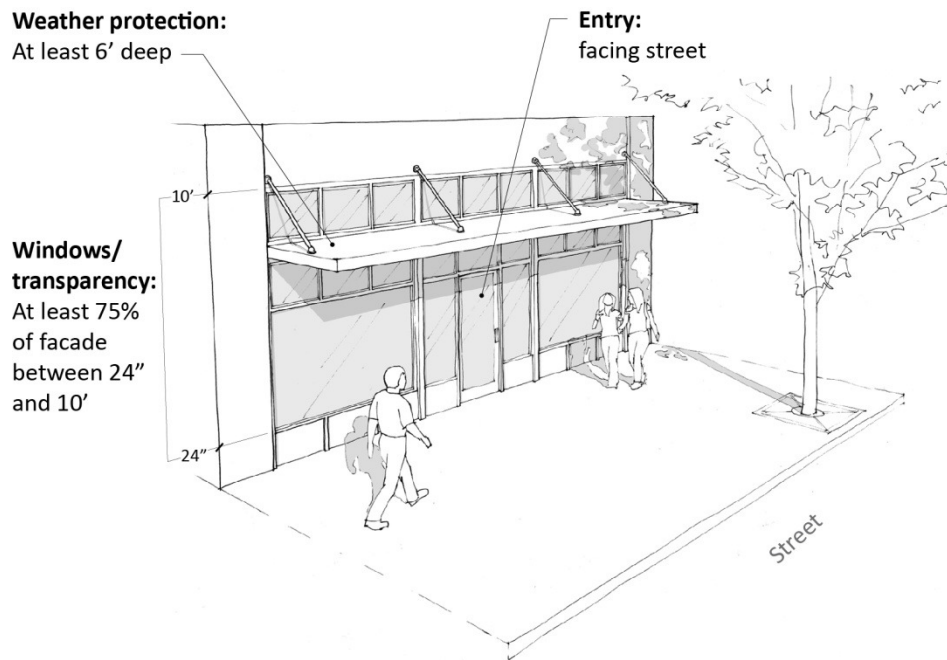 Weather protection:
At least 6’ deep
Entry:
facing street
10’
Windows/
transparency:
At least 75%
of facade
between 24”
and 10’
24”
Street